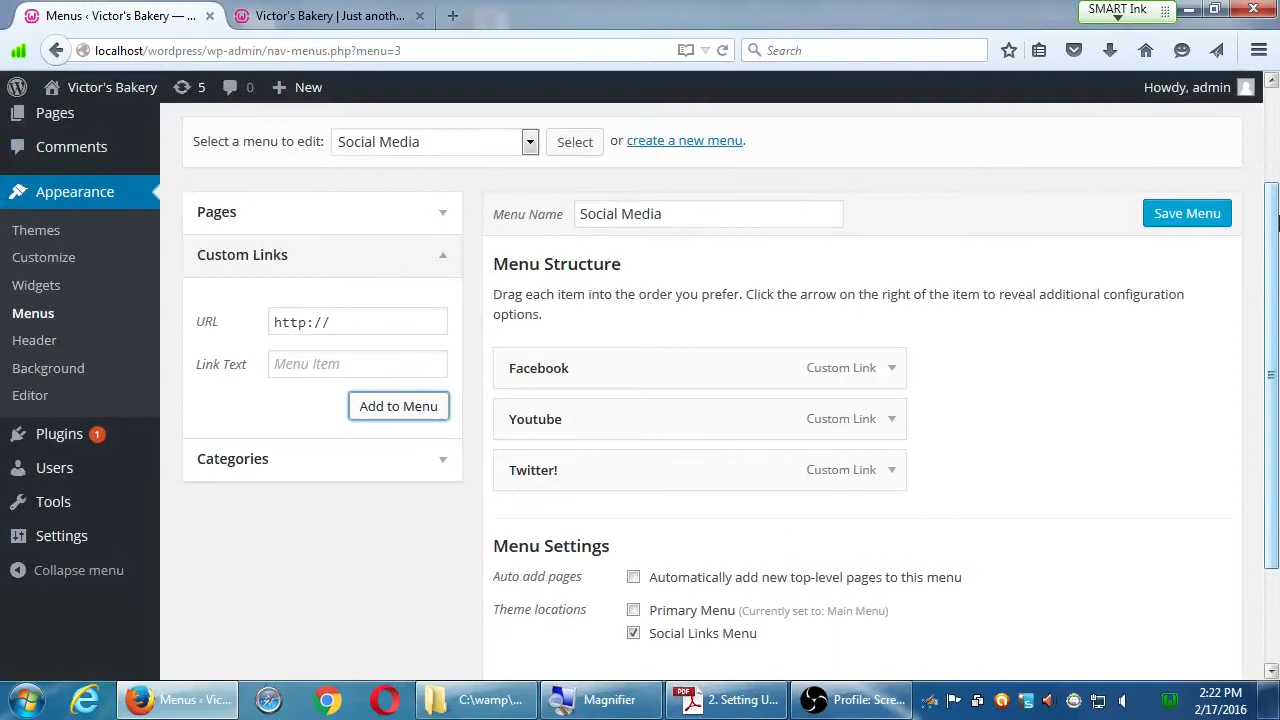 Menus ‹ Victor's Bakery — ...
Victor's Bakery | Just anoth...
SMART Ink
localhost/wordpress/wp-admin/nav-menus.php?menu=3
Search
Victor's Bakery
5
0
New
Howdy, admin
Pages
Comments
Appearance
Themes
Customize
Widgets
Menus
Header
Background
Editor
Plugins 1
Users
Tools
Settings
Collapse menu
Select a menu to edit: Social Media Select or create a new menu.
Pages
Custom Links
URL http://
Link Text Menu Item
Add to Menu
Categories
Menu Name Social Media Save Menu
Menu Structure
Drag each item into the order you prefer. Click the arrow on the right of the item to reveal additional configuration
options.
Facebook Custom Link
Youtube Custom Link
Twitter! Custom Link
Menu Settings
Auto add pages Automatically add new top-level pages to this menu
Theme locations Primary Menu (Currently set to: Main Menu)
Social Links Menu
Menus ‹ Vic...
C:\wamp\...
Magnifier
PDF
2. Setting U...
Profile: Scre...
2:22 PM
2/17/2016